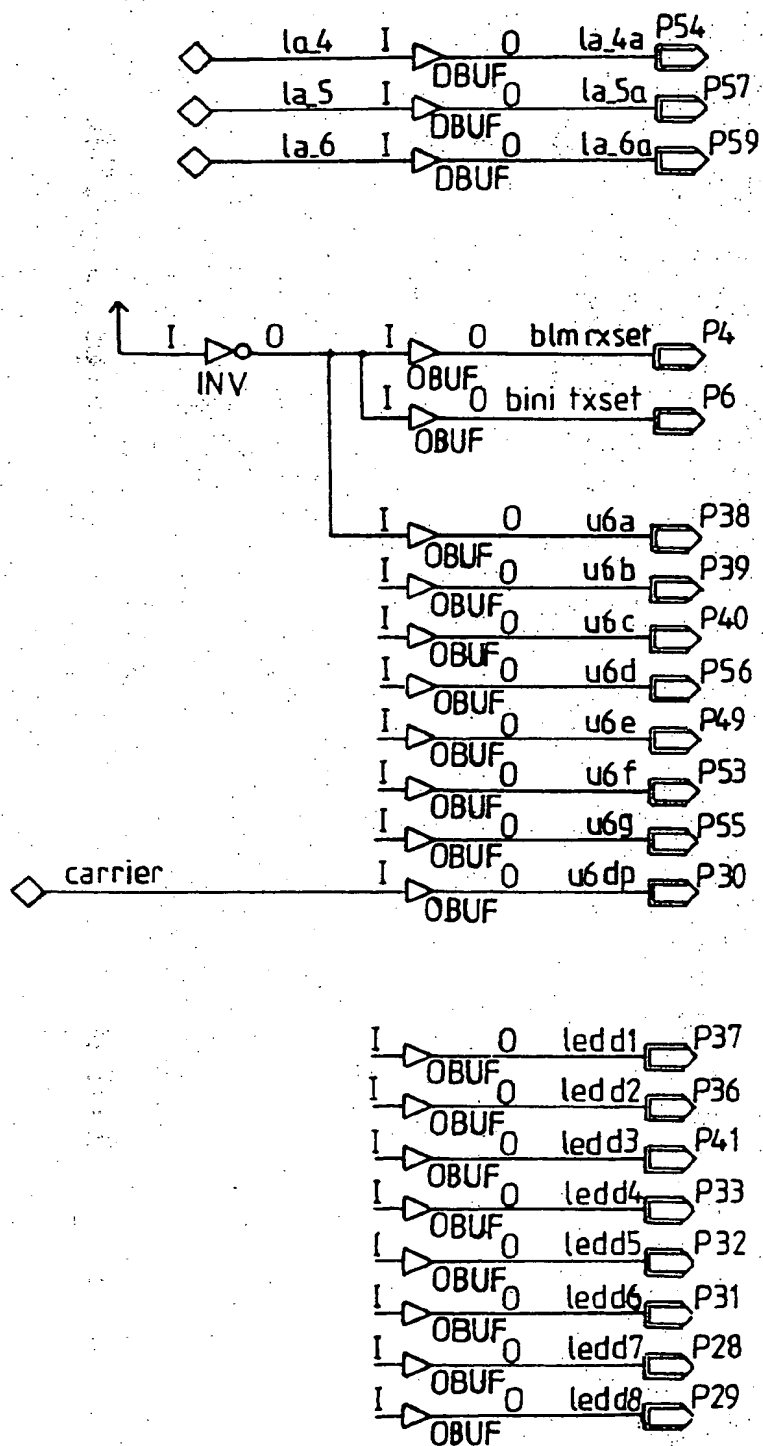 la_4 I O la_4a P54
DBUF
la_5 I O la_5a P57
DBUF
la_6 I O la_6a P59
DBUF
I O I O blmrxset P4
INV OBUF
I O bini txset P6
OBUF
I O u6a P38
OBUF
I O u6b P39
OBUF
I O u6c P40
OBUF
I O u6d P56
OBUF
I O u6e P49
OBUF
I O u6f P53
OBUF
I O u6g P55
OBUF
carrier I O u6dp P30
OBUF
I O ledd1 P37
OBUF
I O ledd2 P36
OBUF
I O ledd3 P41
OBUF
I O ledd4 P33
OBUF
I O ledd5 P32
OBUF
I O ledd6 P31
OBUF
I O ledd7 P28
OBUF
I O ledd8 P29
OBUF